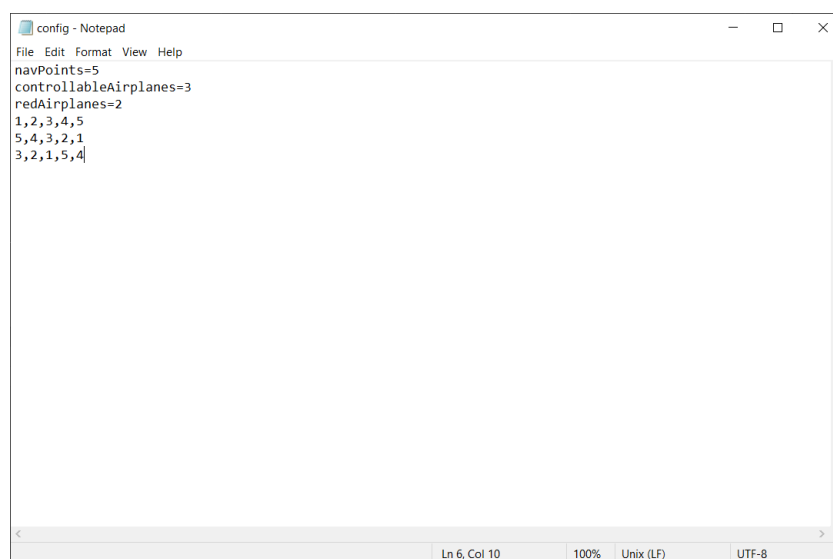 config - Notepad
File Edit Format View Help
navPoints=5
controllableAirplanes=3
redAirplanes=2
1,2,3,4,5
5,4,3,2,1
3,2,1,5,4
Ln 6, Col 10 100% Unix (LF) UTF-8